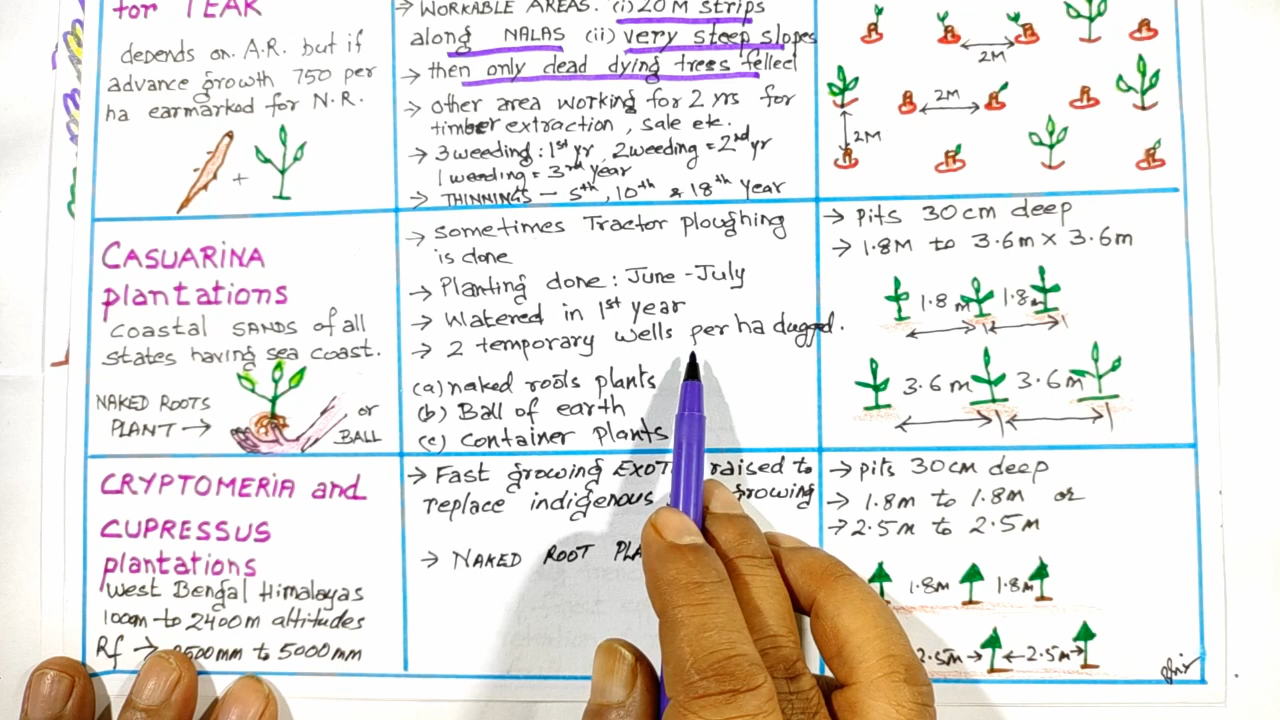 for TEAK
depends on A.R. but if
advance growth 750 per
ha earmarked for N.R.
+
→ WORKABLE AREAS. (i) 20 M strips
along NALAS (ii) very steep slopes
→ then only dead dying trees felled
→ other area working for 2 yrs for
timber extraction, sale etc.
→ 3 weeding : 1st yr, 2 weeding = 2nd yr
1 weeding = 3rd year
→ THINNINGS - 5th, 10th & 18th Year
2M
2M
2M
CASUARINA
plantations
coastal SANDS of all
states having sea coast.
NAKED ROOTS
PLANT →
or
BALL
→ sometimes Tractor ploughing
is done
→ Planting done : June - July
→ Watered in 1st year
→ 2 temporary wells per ha dugged.
(a) naked roots plants
(b) Ball of earth
(c) container plants
→ pits 30 cm deep
→ 1.8M to 3.6m X 3.6m
1.8 m 1.8m
3.6 m 3.6m
CRYPTOMERIA and
CUPRESSUS
plantations
West Bengal Himalayas
1000m to 2400m altitudes
Rf → 2500 mm to 5000 mm
→ Fast growing raised to
replace indigenous growing
→ NAKED ROOT
→ pits 30 cm deep
→ 1.8m to 1.8m or
→ 2.5m to 2.5m
1.8M 1.8M
2.5M → ← 2.5M →